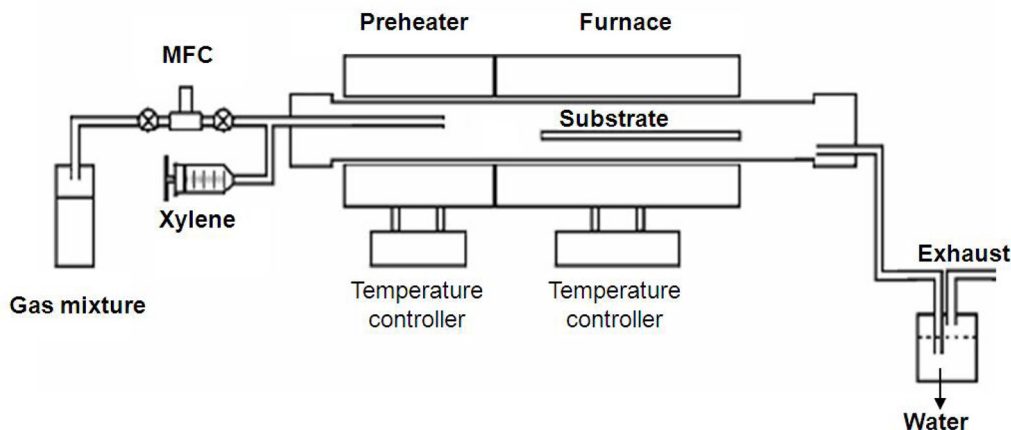 Preheater
Furnace
MFC
Substrate
Xylene
Gas mixture
Temperature
controller
Temperature
controller
Exhaust
Water